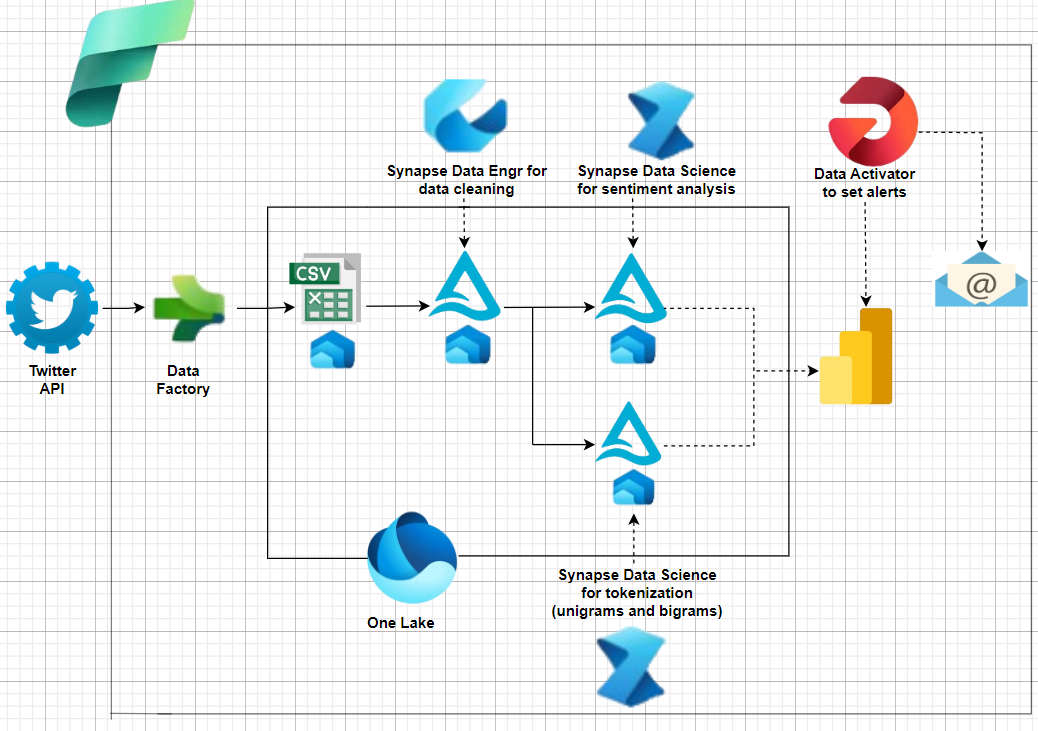 Synapse Data Engr for
data cleaning
Synapse Data Science
for sentiment analysis
Data Activator
to set alerts
CSV
X
@
Twitter
API
Data
Factory
One Lake
Synapse Data Science
for tokenization
(unigrams and bigrams)